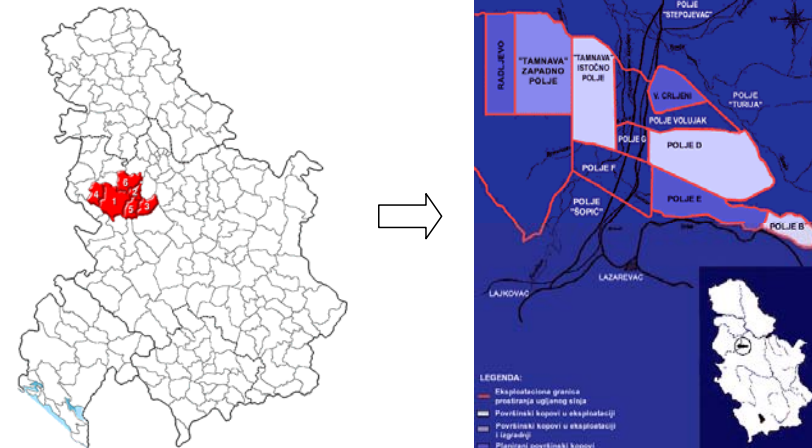 6
4
2
1
3
5
POLJE
"STEPOJEVAC"
RADLJEVO
"TAMNAVA"
ZAPADNO
POLJE
"TAMNAVA"
ISTOČNO
POLJE
V. CRLJENI
POLJE
"TURIJA"
POLJE VOLUJAK
POLJE G
POLJE D
POLJE F
POLJE E
POLJE
"ŠOPIĆ"
POLJE B
LAZAREVAC
LAJKOVAC
LEGENDA:
Eksploataciona granica
prostiranja ugljenog sloja
Površinski kopovi u eksploataciji
Površinski kopovi u eksploataciji
i izgradnji
Planirani površinski kopovi